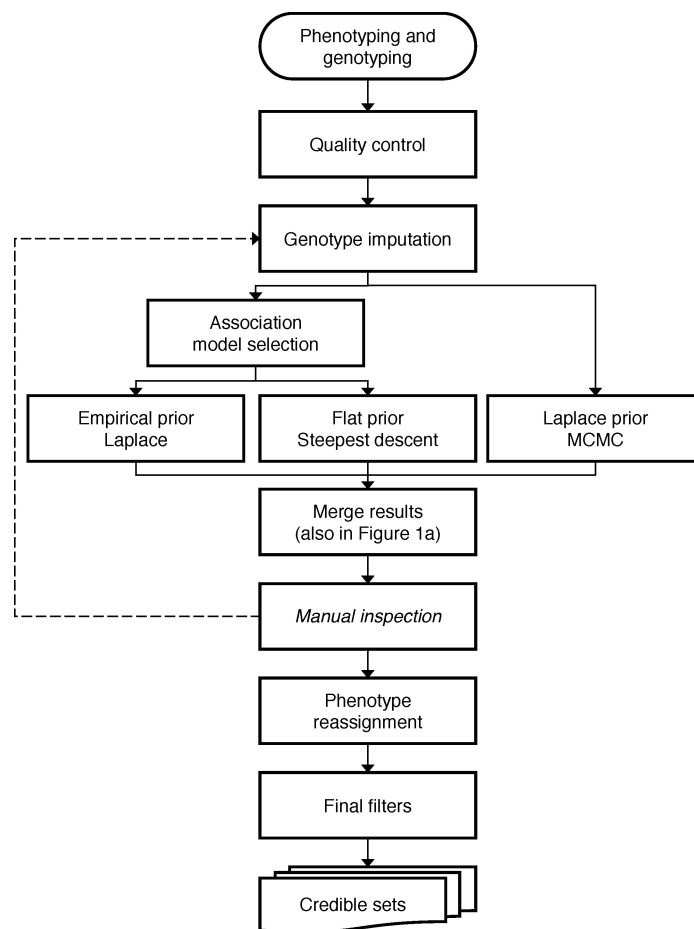 Phenotyping and
genotyping
Quality control
Genotype imputation
Association
model selection
Empirical prior
Laplace
Flat prior
Steepest descent
Laplace prior
MCMC
Merge results
(also in Figure 1a)
Manual inspection
Phenotype
reassignment
Final filters
Credible sets